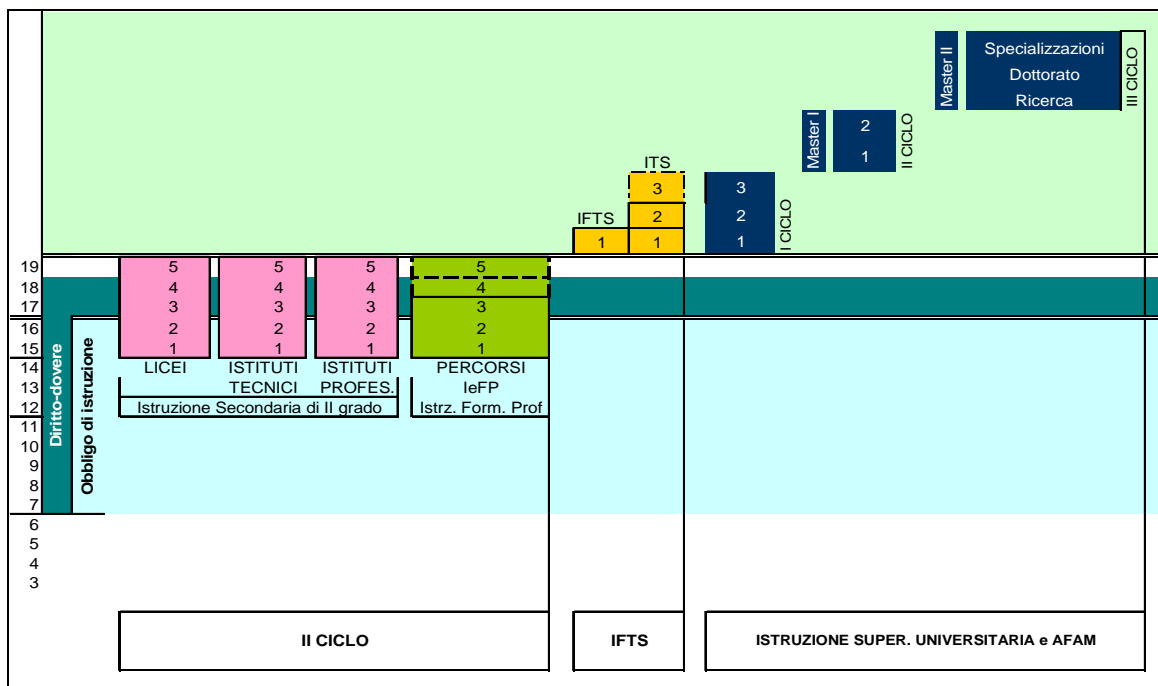 Specializzazioni
Dottorato
Ricerca
Master II
III CICLO
Master I
2
1
II CICLO
ITS
3
2
1
IFTS
1
3
2
1
I CICLO
19 5 5 5 5
18 4 4 4 4
17 3 3 3 3
16 2 2 2 2
15 1 1 1 1
14 LICEI ISTITUTI ISTITUTI PERCORSI
13 TECNICI PROFES. IeFP
12 Istruzione Secondaria di II grado Istrz. Form. Prof
11
10
9
8
7
6
5
4
3
Diritto-dovere
Obbligo di istruzione
II CICLO
IFTS
ISTRUZIONE SUPER. UNIVERSITARIA e AFAM